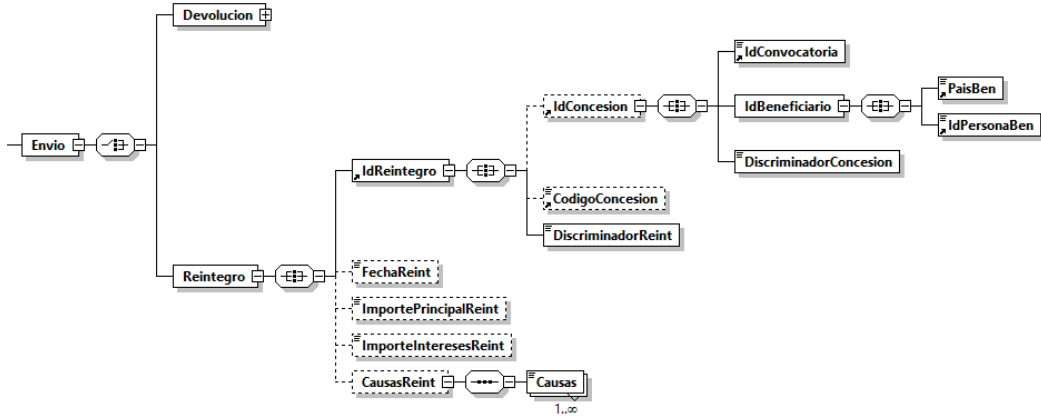 Devolucion
IdConvocatoria
PaisBen
IdConcesion
IdBeneficiario
IdPersonaBen
Envio
DiscriminadorConcesion
IdReintegro
CodigoConcesion
DiscriminadorReint
Reintegro
FechaReint
ImportePrincipalReint
ImporteInteresesReint
CausasReint
Causas
1..∞